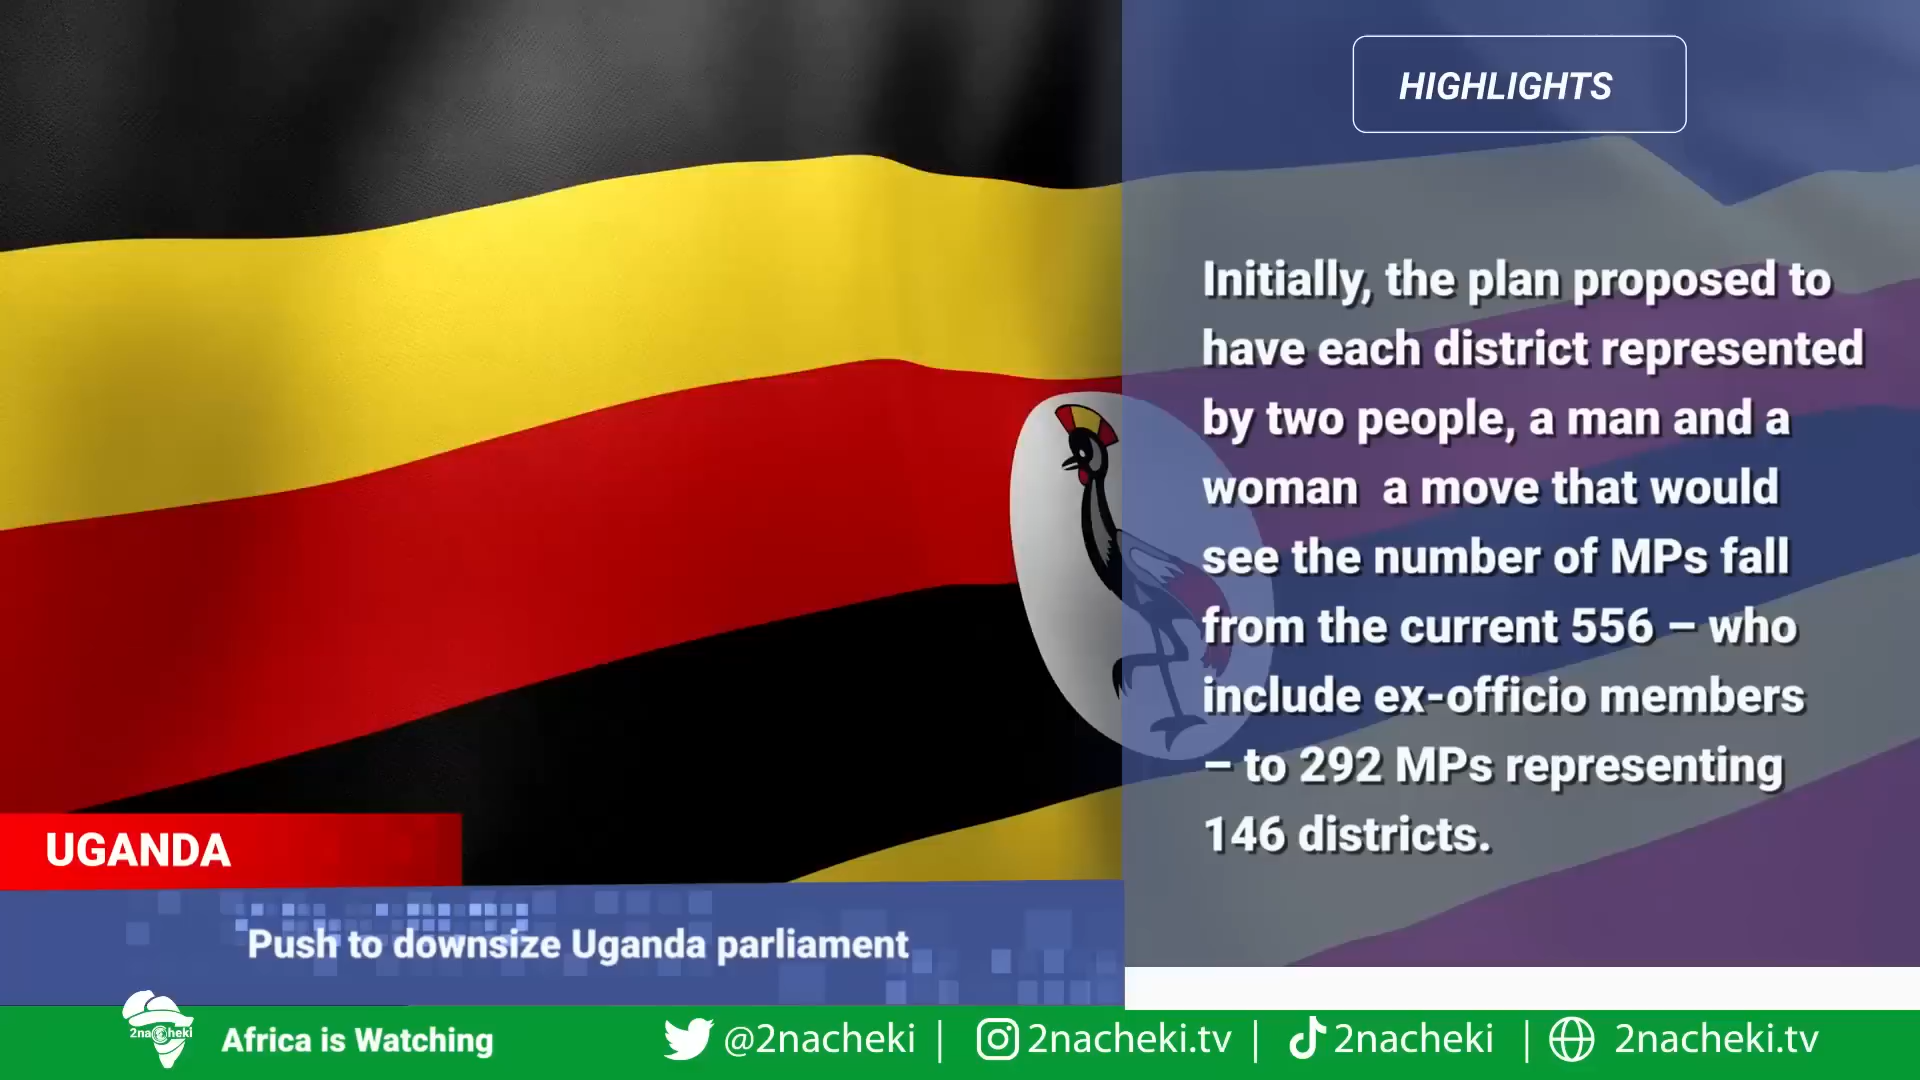 HIGHLIGHTS
Initially, the plan proposed to
have each district represented
by two people, a man and a
woman a move that would
see the number of MPs fall
from the current 556 – who
include ex-officio members
– to 292 MPs representing
146 districts.
UGANDA
Push to downsize Uganda parliament
2nacheki
Africa is Watching
@2nacheki | 2nacheki.tv | 2nacheki | 2nacheki.tv